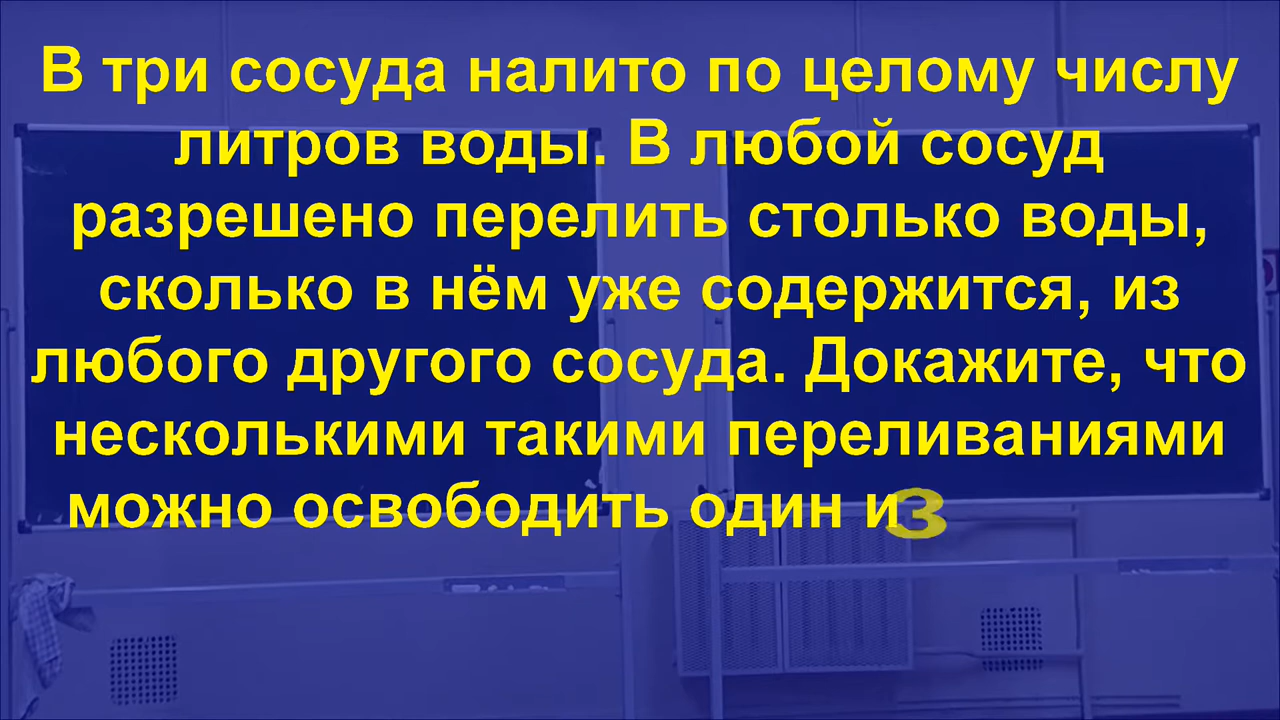 В три сосуда налито по целому числу
литров воды. В любой сосуд
разрешено перелить столько воды,
сколько в нём уже содержится, из
любого другого сосуда. Докажите, что
несколькими такими переливаниями
можно освободить один из